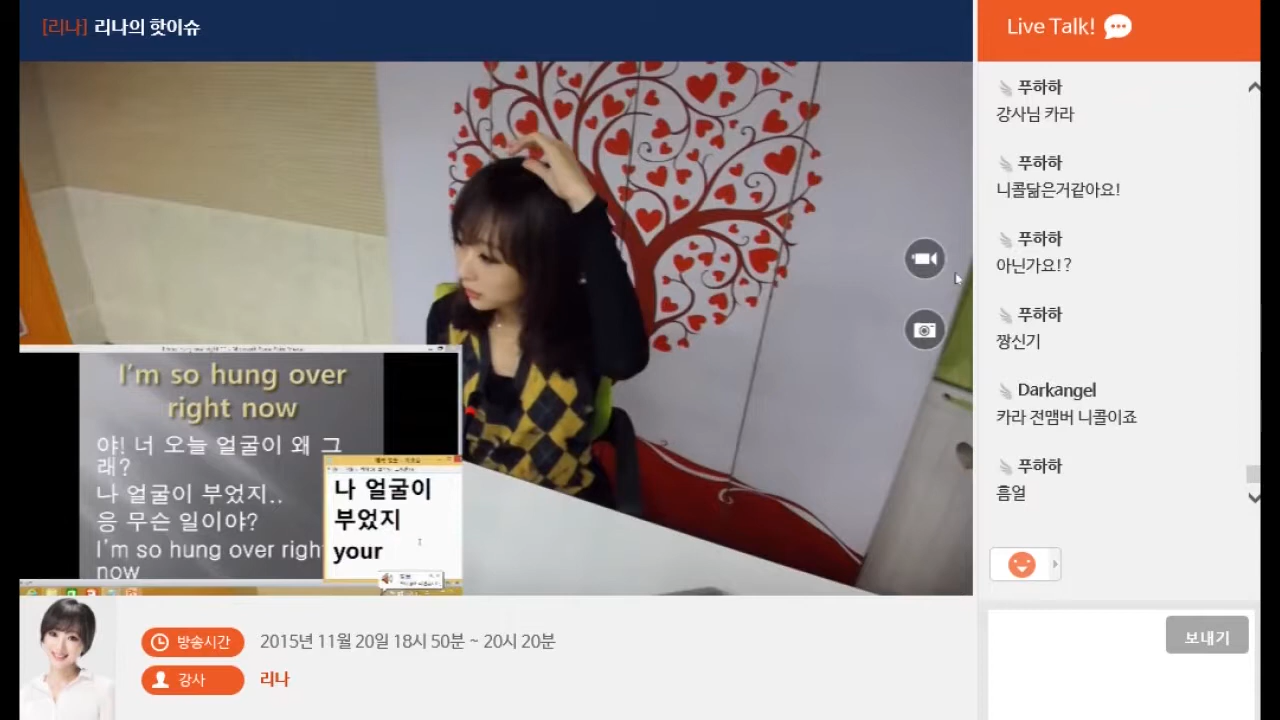 [리나] 리나의 핫이슈
I'm so hung over
right now
야! 너 오늘 얼굴이 왜 그
래?
나 얼굴이 부었지..
응 무슨 일이야?
I'm so hung over righ
now
나 얼굴이
부었지
your
방송시간 2015년 11월 20일 18시 50분 ~ 20시 20분
강사 리나
Live Talk!
푸하하
강사님 카라
푸하하
니콜닮은거같아요!
푸하하
아닌가요!?
푸하하
짱신기
Darkangel
카라 전맴버 니콜이죠
푸하하
흠얼
보내기